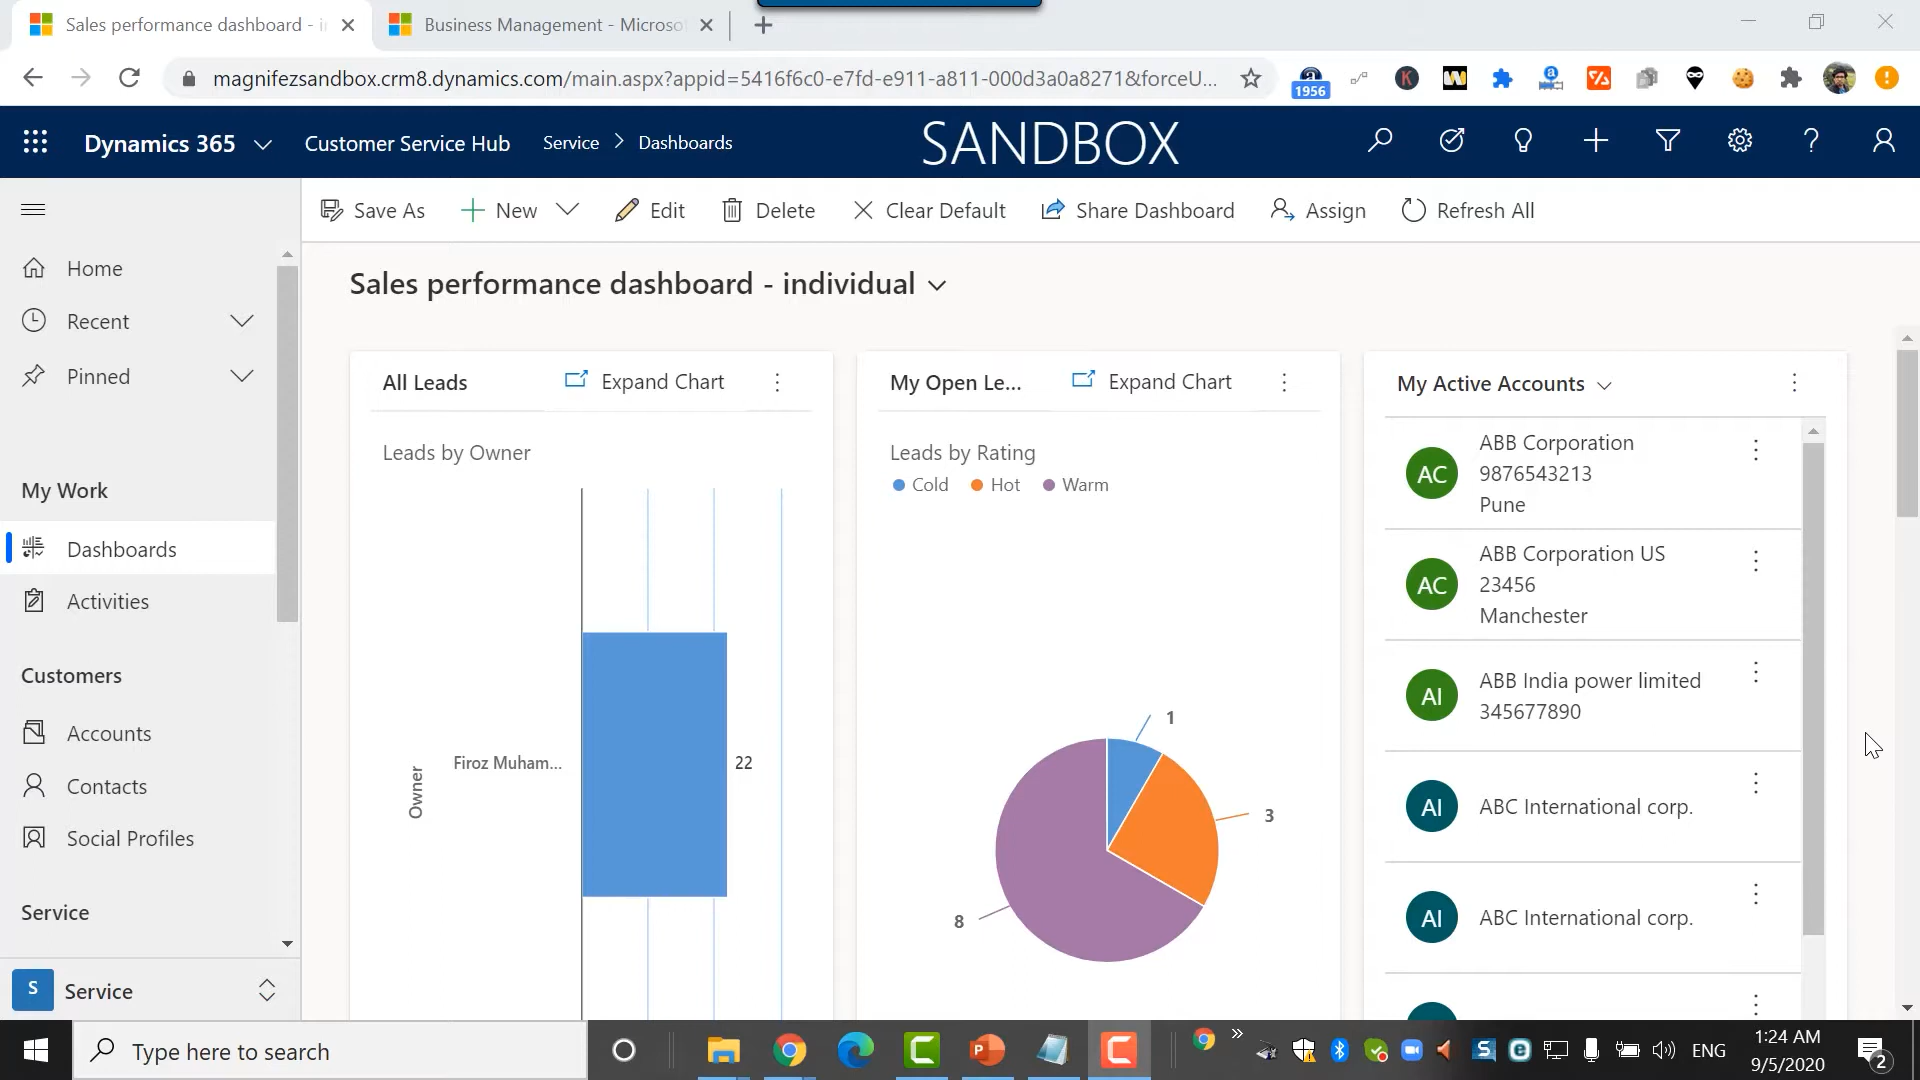 Sales performance dashboard - i
Business Management - Microso
magnifezsandbox.crm8.dynamics.com/main.aspx?appid=5416f6c0-e7fd-e911-a811-000d3a0a8271&forceU...
1956
Dynamics 365
Customer Service Hub
Service > Dashboards
SANDBOX
Save As
New
Edit
Delete
Clear Default
Share Dashboard
Assign
Refresh All
Home
Recent
Pinned
My Work
Dashboards
Activities
Customers
Accounts
Contacts
Social Profiles
Service
S Service
Sales performance dashboard - individual
All Leads
Expand Chart
Leads by Owner
Owner
Firoz Muham...
22
My Open Le...
Expand Chart
Leads by Rating
Cold Hot Warm
1
3
8
My Active Accounts
AC
ABB Corporation
9876543213
Pune
AC
ABB Corporation US
23456
Manchester
AI
ABB India power limited
345677890
AI
ABC International corp.
AI
ABC International corp.
Type here to search
ENG
1:24 AM
9/5/2020
2